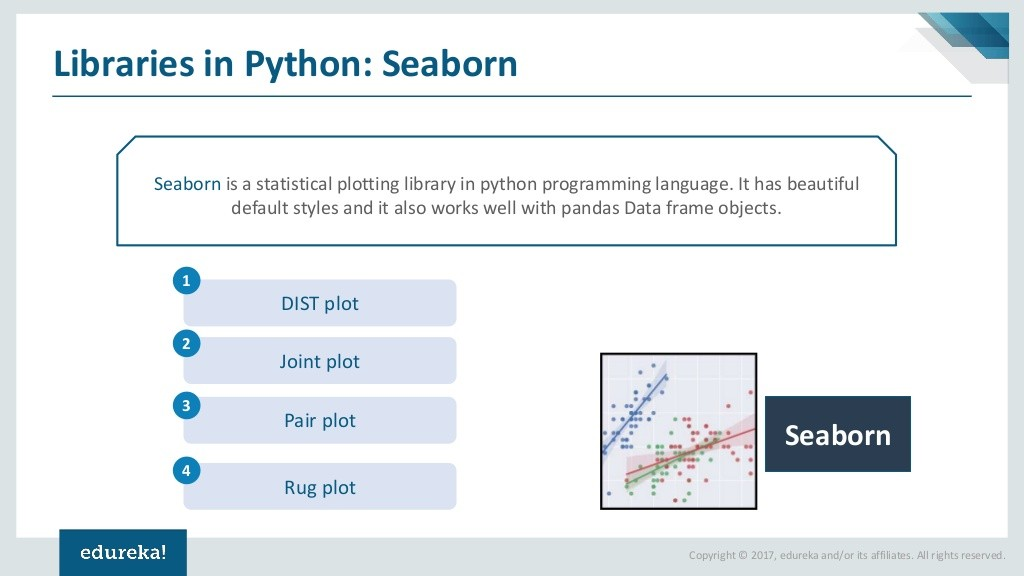 Libraries in Python: Seaborn
Seaborn is a statistical plotting library in python programming language. It has beautiful
default styles and it also works well with pandas Data frame objects.
1
DIST plot
2
Joint plot
3
Pair plot
4
Rug plot
Seaborn
edureka!
Copyright © 2017, edureka and/or its affiliates. All rights reserved.